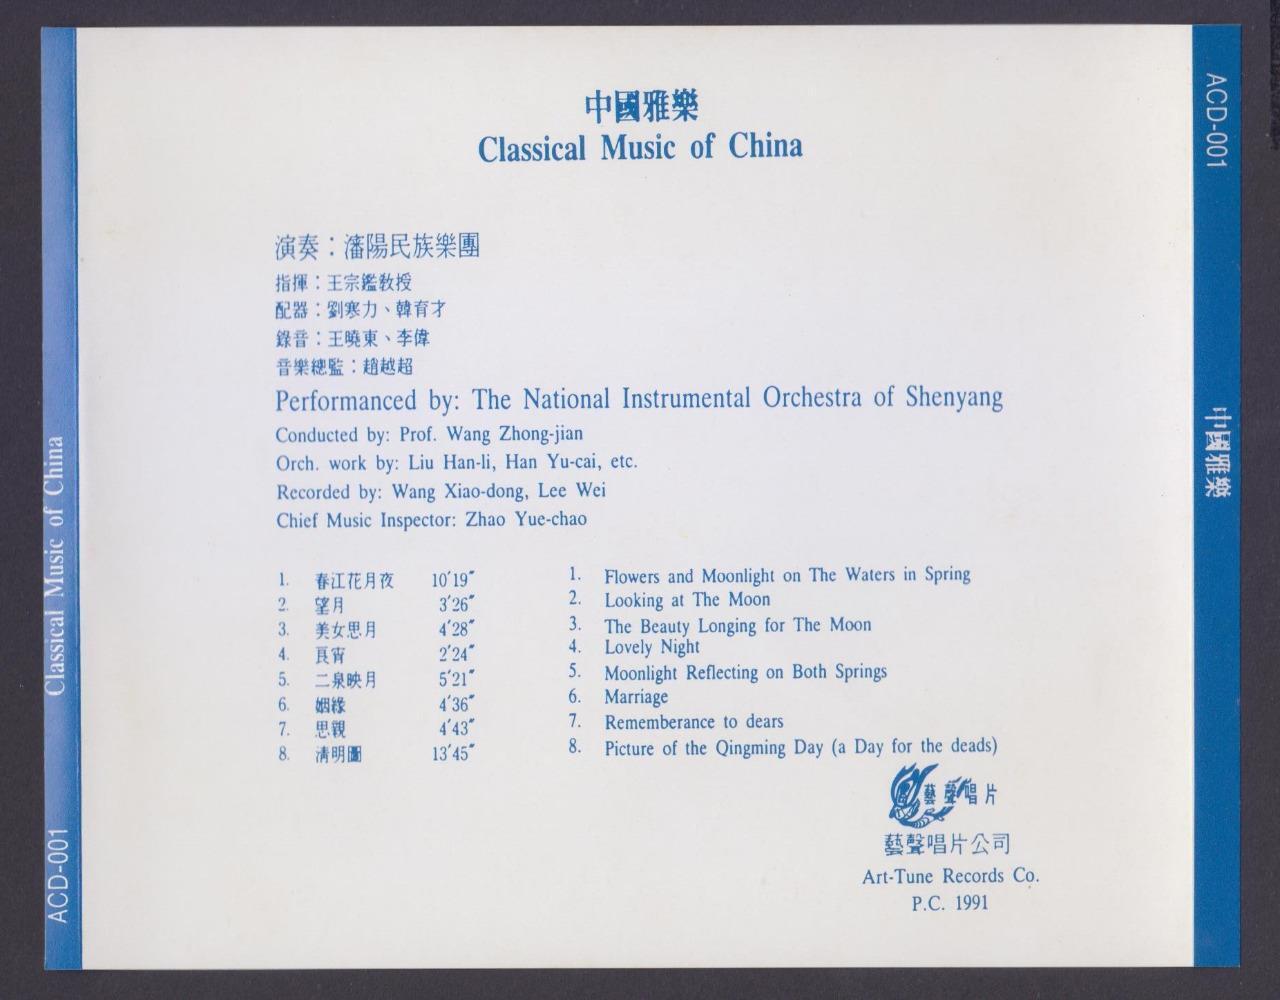 中國雅樂
Classical Music of China
演奏：瀋陽民族樂團
指揮：王宗鑑教授
配器：劉寒力、韓育才
錄音：王曉東、李偉
音樂總監：趙越超
Performanced by: The National Instrumental Orchestra of Shenyang
Conducted by: Prof. Wang Zhong-jian
Orch. work by: Liu Han-li, Han Yu-cai, etc.
Recorded by: Wang Xiao-dong, Lee Wei
Chief Music Inspector: Zhao Yue-chao
1. 春江花月夜 10′19″
2. 望月 3′26″
3. 美女思月 4′28″
4. 良宵 2′24″
5. 二泉映月 5′21″
6. 姻緣 4′36″
7. 思親 4′43″
8. 清明圖 13′45″
1. Flowers and Moonlight on The Waters in Spring
2. Looking at The Moon
3. The Beauty Longing for The Moon
4. Lovely Night
5. Moonlight Reflecting on Both Springs
6. Marriage
7. Rememberance to dears
8. Picture of the Qingming Day (a Day for the deads)
藝聲唱片
藝聲唱片公司
Art-Tune Records Co.
P.C. 1991
Classical Music of China
ACD-001
ACD-001
中國雅樂